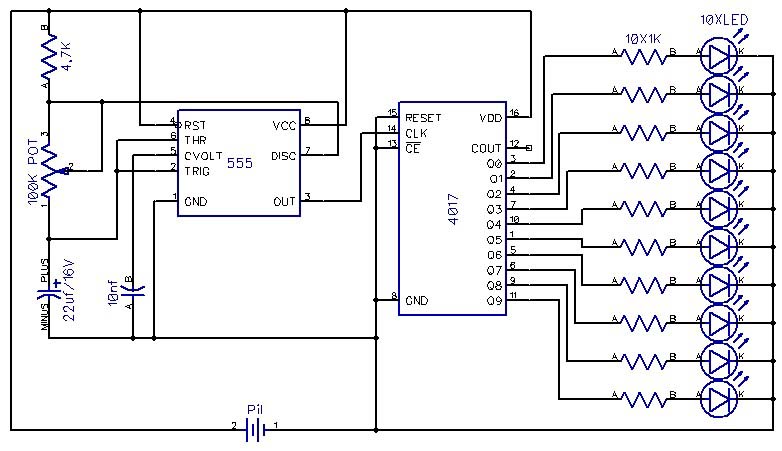 10XLED
10X1K
B
4.7K
A
3
100K POT
2
1
PLUS
+
22uf/16V
MINUS
B
10nf
A
4 RST
6 THR
5 CVOLT
2 TRIG
1 GND
555
VCC 8
DISC 7
OUT 3
15 RESET
14 CLK
13 CE
8 GND
4017
VDD 16
COUT 12
Q0 3
Q1 2
Q2 4
Q3 7
Q4 10
Q5 1
Q6 5
Q7 6
Q8 9
Q9 11
A B A K
A B A K
A B A K
A B A K
A B A K
A B A K
A B A K
A B A K
A B A K
A B A K
Pil
2 1